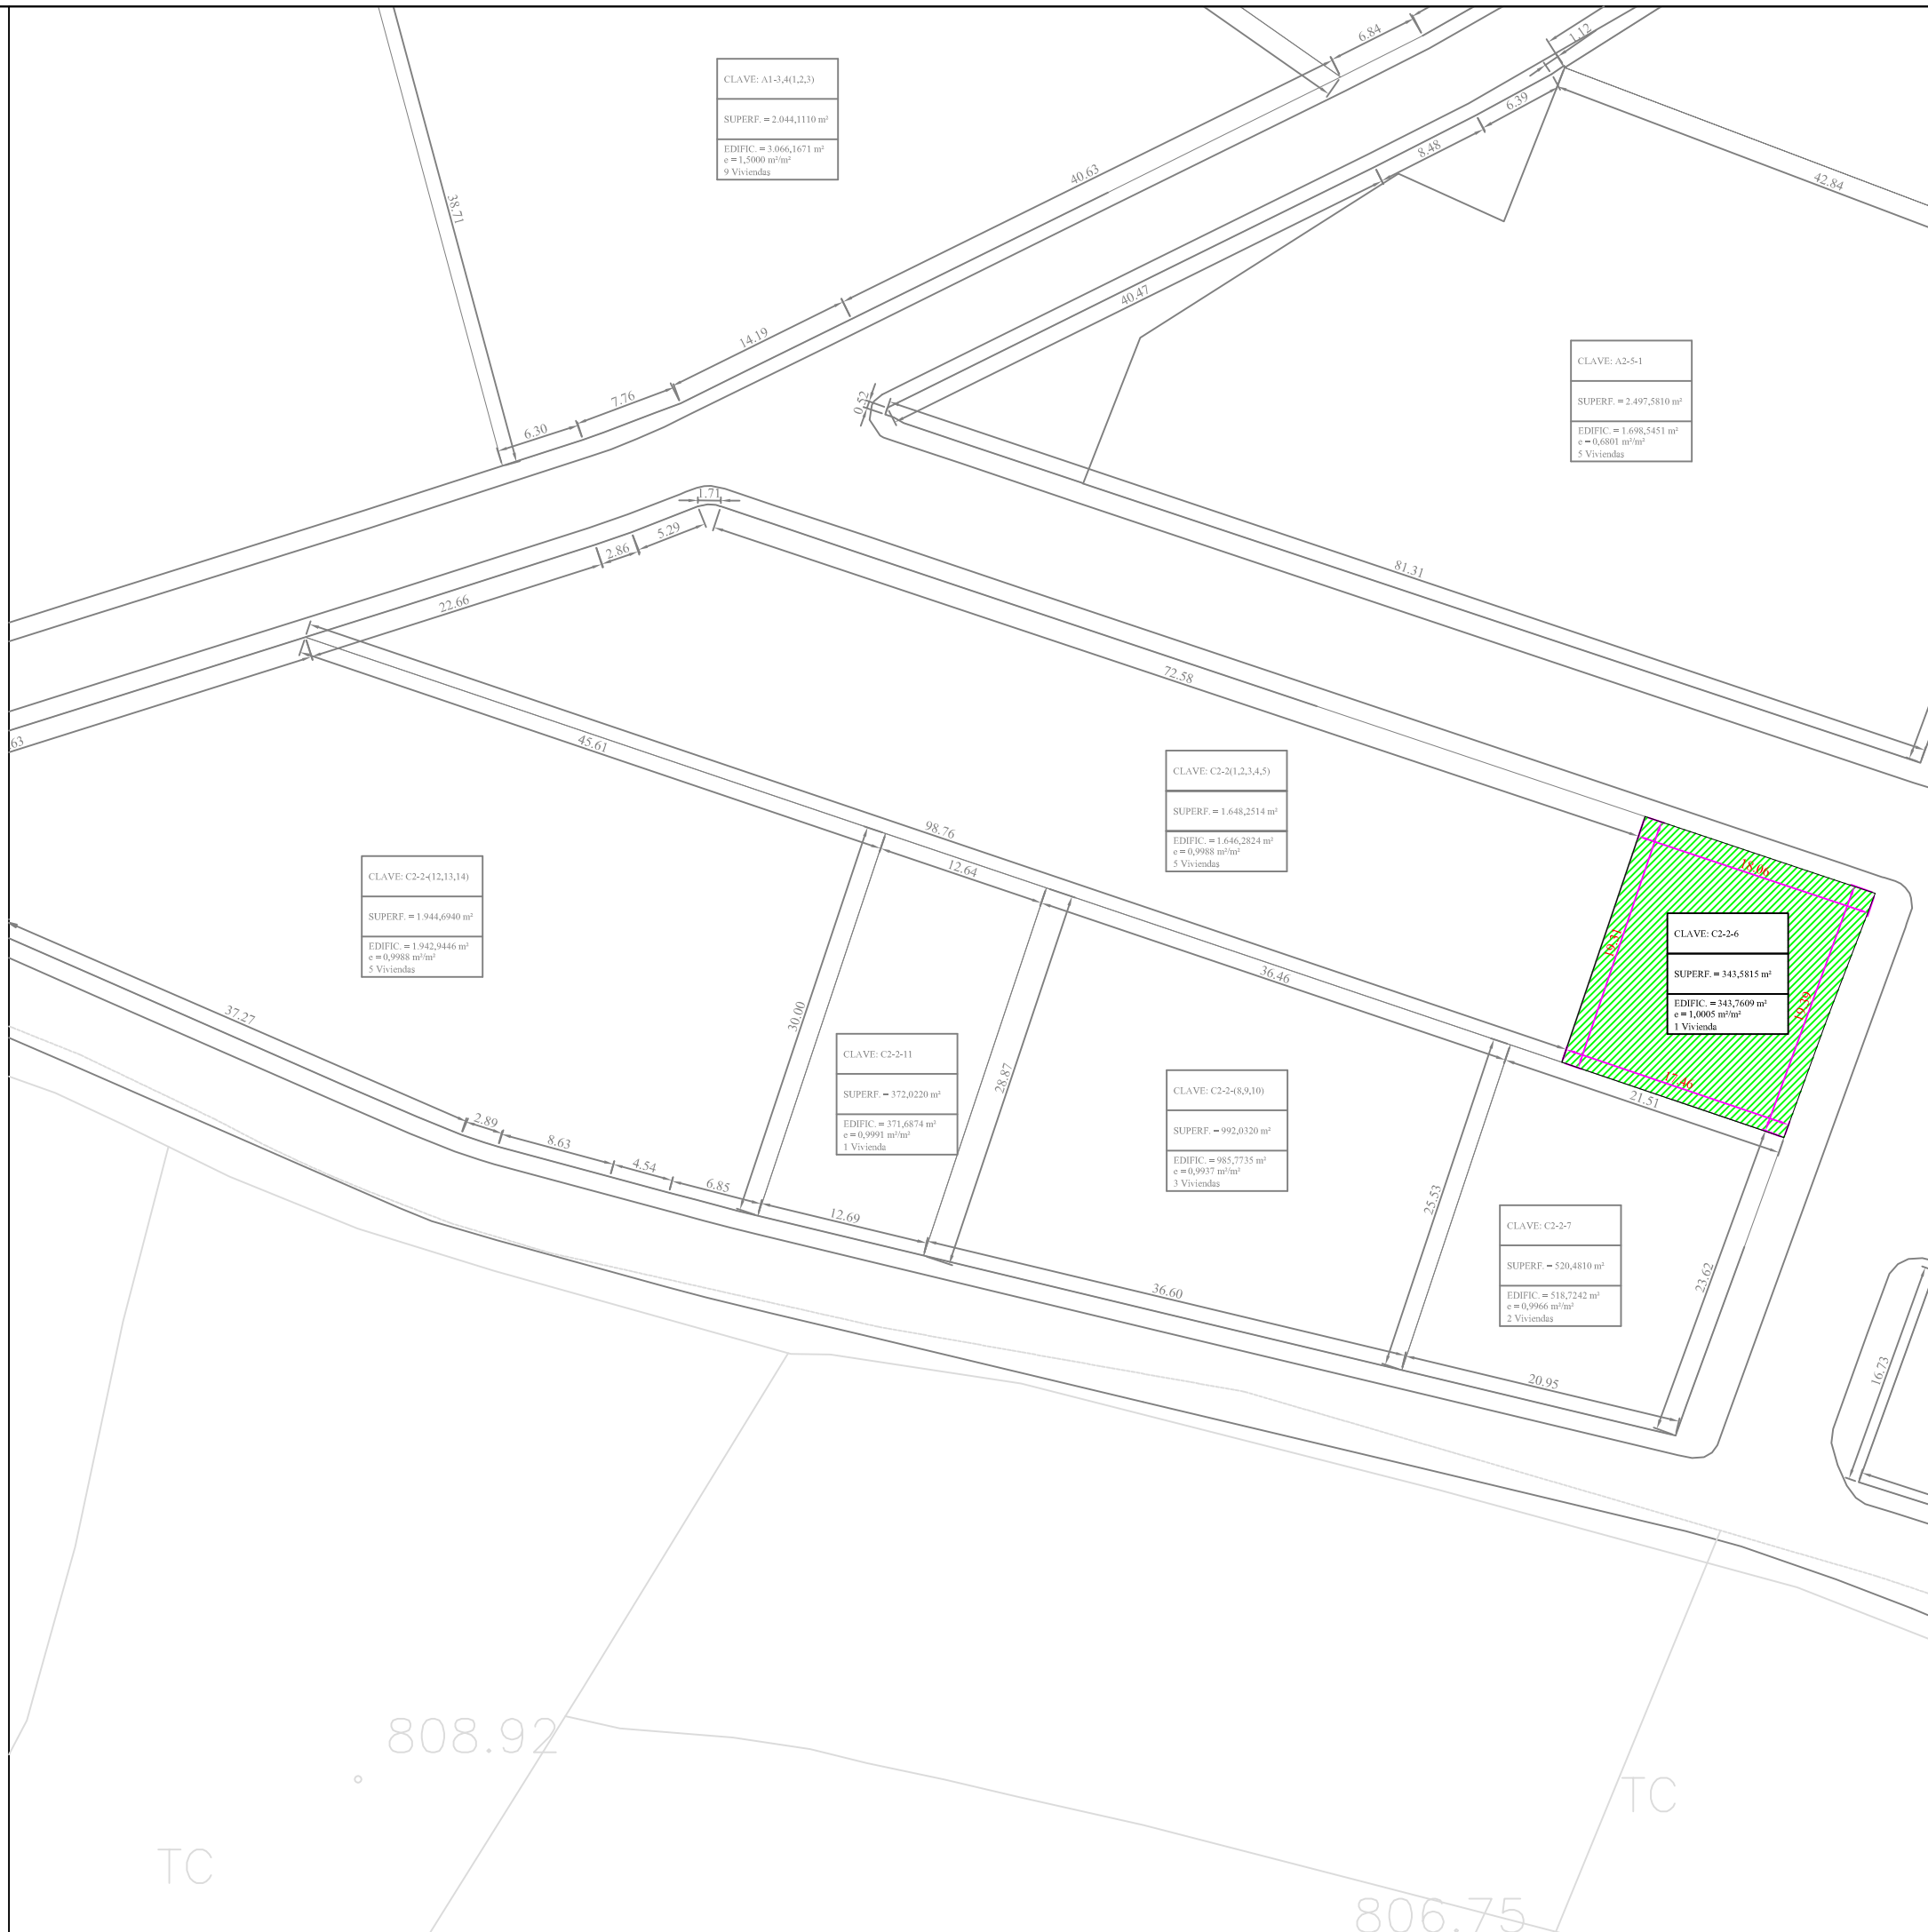 6.84
1.12
CLAVE: A1-3,4(1,2,3)
SUPERF. = 2.044,1110 m²
EDIFIC. = 3.066,1671 m²
e = 1,5000 m²/m²
9 Viviendas
6.39
8.48
40.63
42.84
38.71
40.47
14.19
CLAVE: A2-5-1
SUPERF. = 2.497,5810 m²
EDIFIC. = 1.698,5451 m²
e = 0,6801 m²/m²
5 Viviendas
7.76
0.52
6.30
1.71
5.29
2.86
81.31
22.66
72.58
63
45.61
CLAVE: C2-2(1,2,3,4,5)
SUPERF. = 1.648,2514 m²
EDIFIC. = 1.646,2824 m²
e = 0,9988 m²/m²
5 Viviendas
98.76
12.64
18.06
CLAVE: C2-2-(12,13,14)
SUPERF. = 1.944,6940 m²
EDIFIC. = 1.942,9446 m²
e = 0,9988 m²/m²
5 Viviendas
19.31
CLAVE: C2-2-6
SUPERF. = 343,5815 m²
EDIFIC. = 343,7609 m²
e = 1,0005 m²/m²
1 Vivienda
19.39
36.46
37.27
30.00
CLAVE: C2-2-11
SUPERF. = 372,0220 m²
EDIFIC. = 371,6874 m²
e = 0,9991 m²/m²
1 Vivienda
28.87
CLAVE: C2-2-(8,9,10)
SUPERF. = 992,0320 m²
EDIFIC. = 985,7735 m²
e = 0,9937 m²/m²
3 Viviendas
17.46
21.51
2.89
8.63
4.54
6.85
12.69
25.53
CLAVE: C2-2-7
SUPERF. = 520,4810 m²
EDIFIC. = 518,7242 m²
e = 0,9966 m²/m²
2 Viviendas
23.62
36.60
20.95
16.73
808.92
TC
TC
806.75